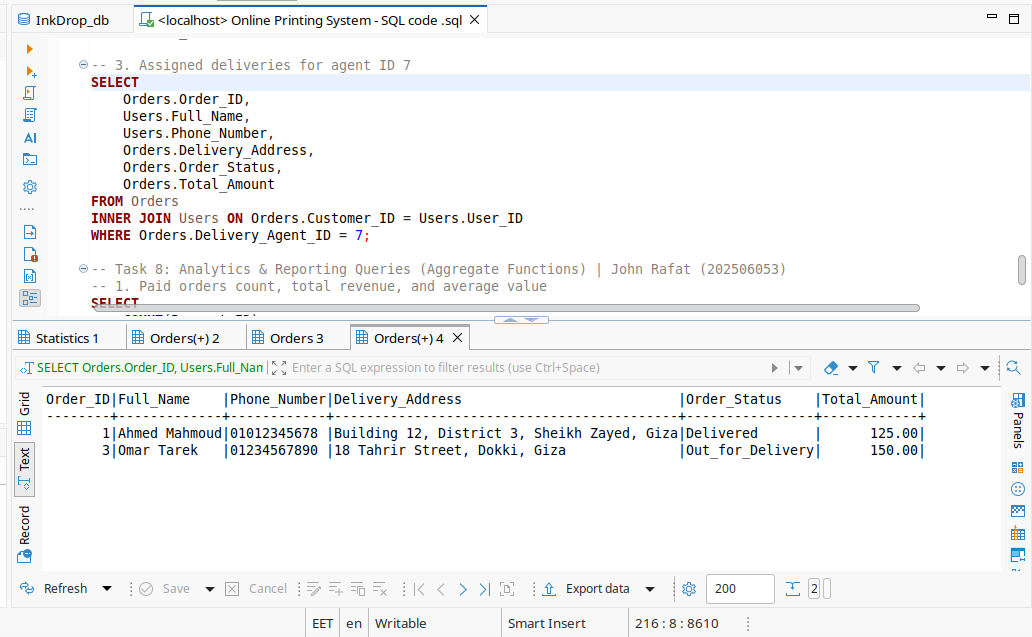 InkDrop_db
<localhost> Online Printing System - SQL code .sql
-- 3. Assigned deliveries for agent ID 7
SELECT
Orders.Order_ID,
Users.Full_Name,
Users.Phone_Number,
Orders.Delivery_Address,
Orders.Order_Status,
Orders.Total_Amount
FROM Orders
INNER JOIN Users ON Orders.Customer_ID = Users.User_ID
WHERE Orders.Delivery_Agent_ID = 7;
-- Task 8: Analytics & Reporting Queries (Aggregate Functions) | John Rafat (202506053)
-- 1. Paid orders count, total revenue, and average value
SELECT
AI
Statistics 1 Orders(+) 2 Orders 3 Orders(+) 4
SELECT Orders.Order_ID, Users.Full_Nan Enter a SQL expression to filter results (use Ctrl+Space)
Order_ID|Full_Name    |Phone_Number|Delivery_Address                           |Order_Status    |Total_Amount|
--------+-------------+------------+-------------------------------------------+----------------+------------+
       1|Ahmed Mahmoud|01012345678 |Building 12, District 3, Sheikh Zayed, Giza|Delivered       |      125.00|
       3|Omar Tarek   |01234567890 |18 Tahrir Street, Dokki, Giza              |Out_for_Delivery|      150.00|
Grid
Text
Record
Panels
Refresh Save Cancel Export data 200 2
EET en Writable Smart Insert 216 : 8 : 8610